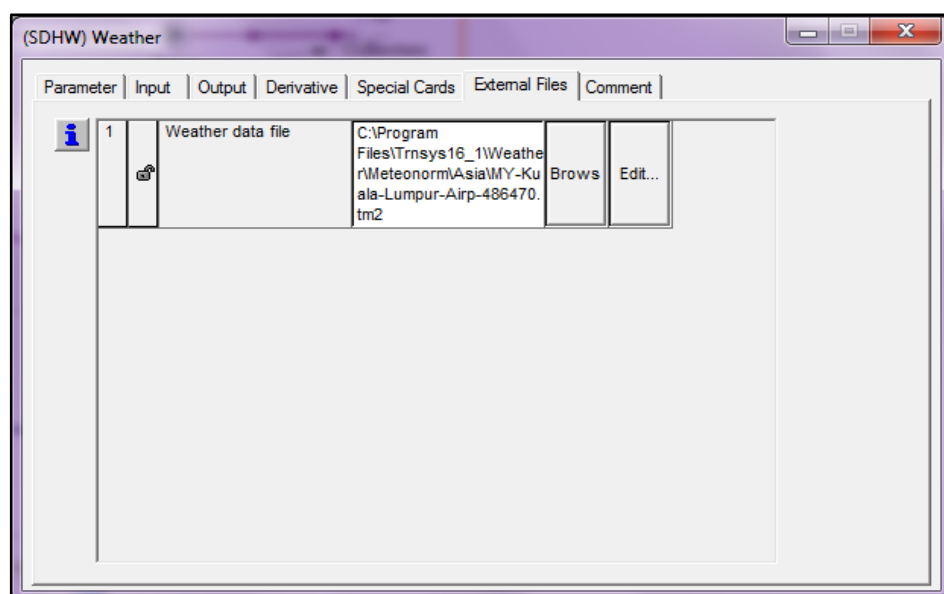 (SDHW) Weather
Parameter Input Output Derivative Special Cards External Files Comment
i 1 Weather data file C:\Program
Files\Trnsys16_1\Weathe
r\Meteonorm\Asia\MY-Ku Brows Edit...
ala-Lumpur-Airp-486470.
tm2